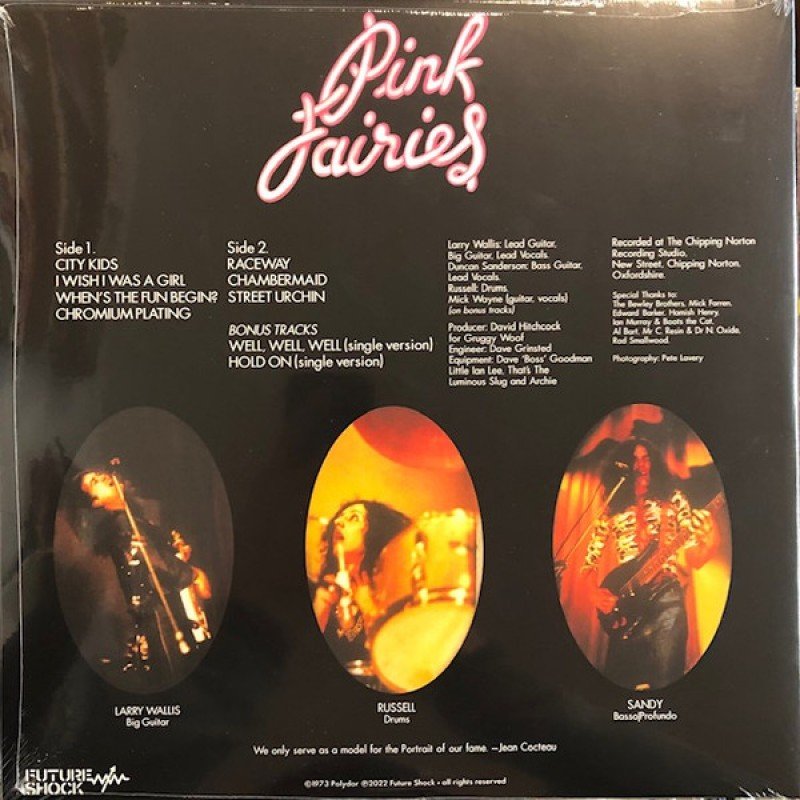 Pink
Fairies
Side 1.
CITY KIDS
I WISH I WAS A GIRL
WHEN'S THE FUN BEGIN?
CHROMIUM PLATING
Side 2.
RACEWAY
CHAMBERMAID
STREET URCHIN
BONUS TRACKS
WELL, WELL, WELL (single version)
HOLD ON (single version)
Larry Wallis: Lead Guitar,
Big Guitar, Lead Vocals.
Duncan Sanderson: Bass Guitar,
Lead Vocals.
Russell: Drums.
Mick Wayne (guitar, vocals)
(on bonus tracks)
Producer: David Hitchcock
for Gruggy Woof
Engineer: Dave Grinsted
Equipment: Dave 'Boss' Goodman
Little Ian Lee, That's The
Luminous Slug and Archie
Recorded at The Chipping Norton
Recording Studio,
New Street, Chipping Norton,
Oxfordshire.
Special Thanks to:
The Bewley Brothers, Mick Farren,
Edward Barker, Hamish Henry,
Ian Murray & Boots the Cat,
Al Bert, Mr C. Resin & Dr N. Oxide,
Rod Smallwood.
Photography: Pete Lavery
LARRY WALLIS
Big Guitar
RUSSELL
Drums
SANDY
Basso|Profundo
We only serve as a model for the Portrait of our fame. —Jean Cocteau
FUTURE
SHOCK
©1973 Polydor ℗2022 Future Shock • all rights reserved